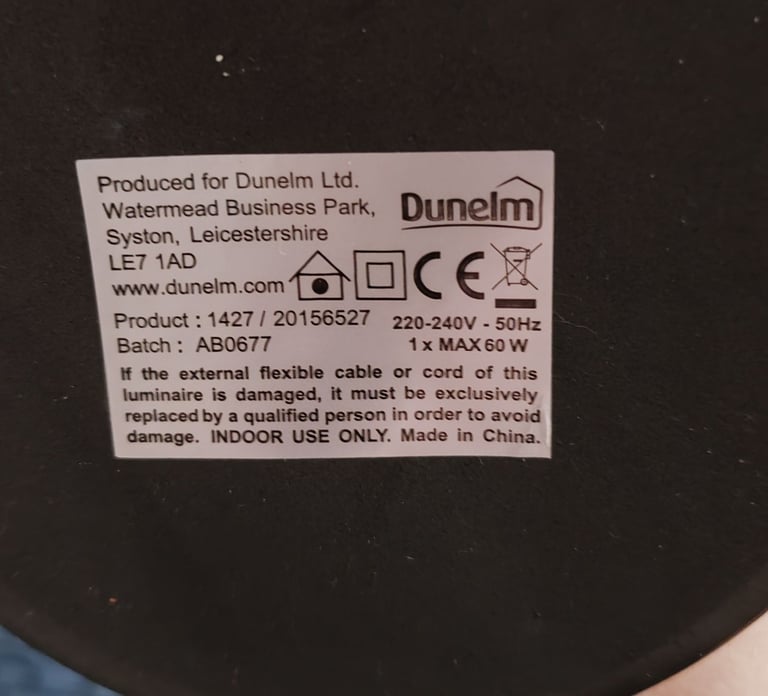 Produced for Dunelm Ltd.
Watermead Business Park,
Syston, Leicestershire
LE7 1AD
www.dunelm.com
Dunelm
CE
Product : 1427 / 20156527
220-240V - 50Hz
Batch : AB0677
1 x MAX 60 W
If the external flexible cable or cord of this
luminaire is damaged, it must be exclusively
replaced by a qualified person in order to avoid
damage. INDOOR USE ONLY. Made in China.